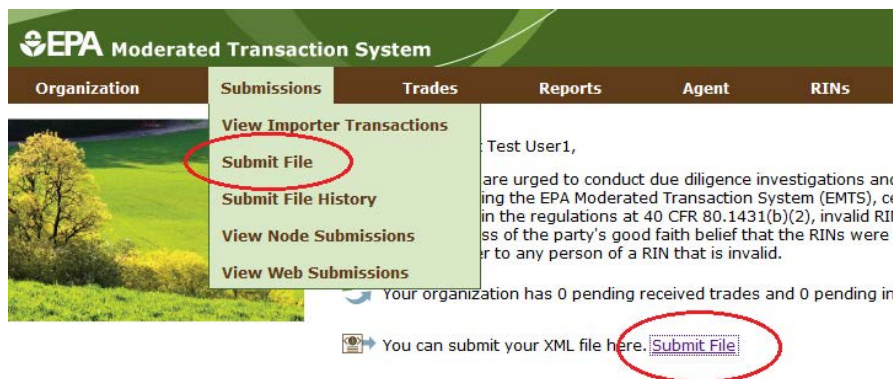 EPA Moderated Transaction System
Organization Submissions Trades Reports Agent RINs
View Importer Transactions
Submit File
Submit File History
View Node Submissions
View Web Submissions
Test User1,
are urged to conduct due diligence investigations and
ing the EPA Moderated Transaction System (EMTS), ce
in the regulations at 40 CFR 80.1431(b)(2), invalid RI
ss of the party's good faith belief that the RINs were
er to any person of a RIN that is invalid.
Your organization has 0 pending received trades and 0 pending in
You can submit your XML file here. Submit File